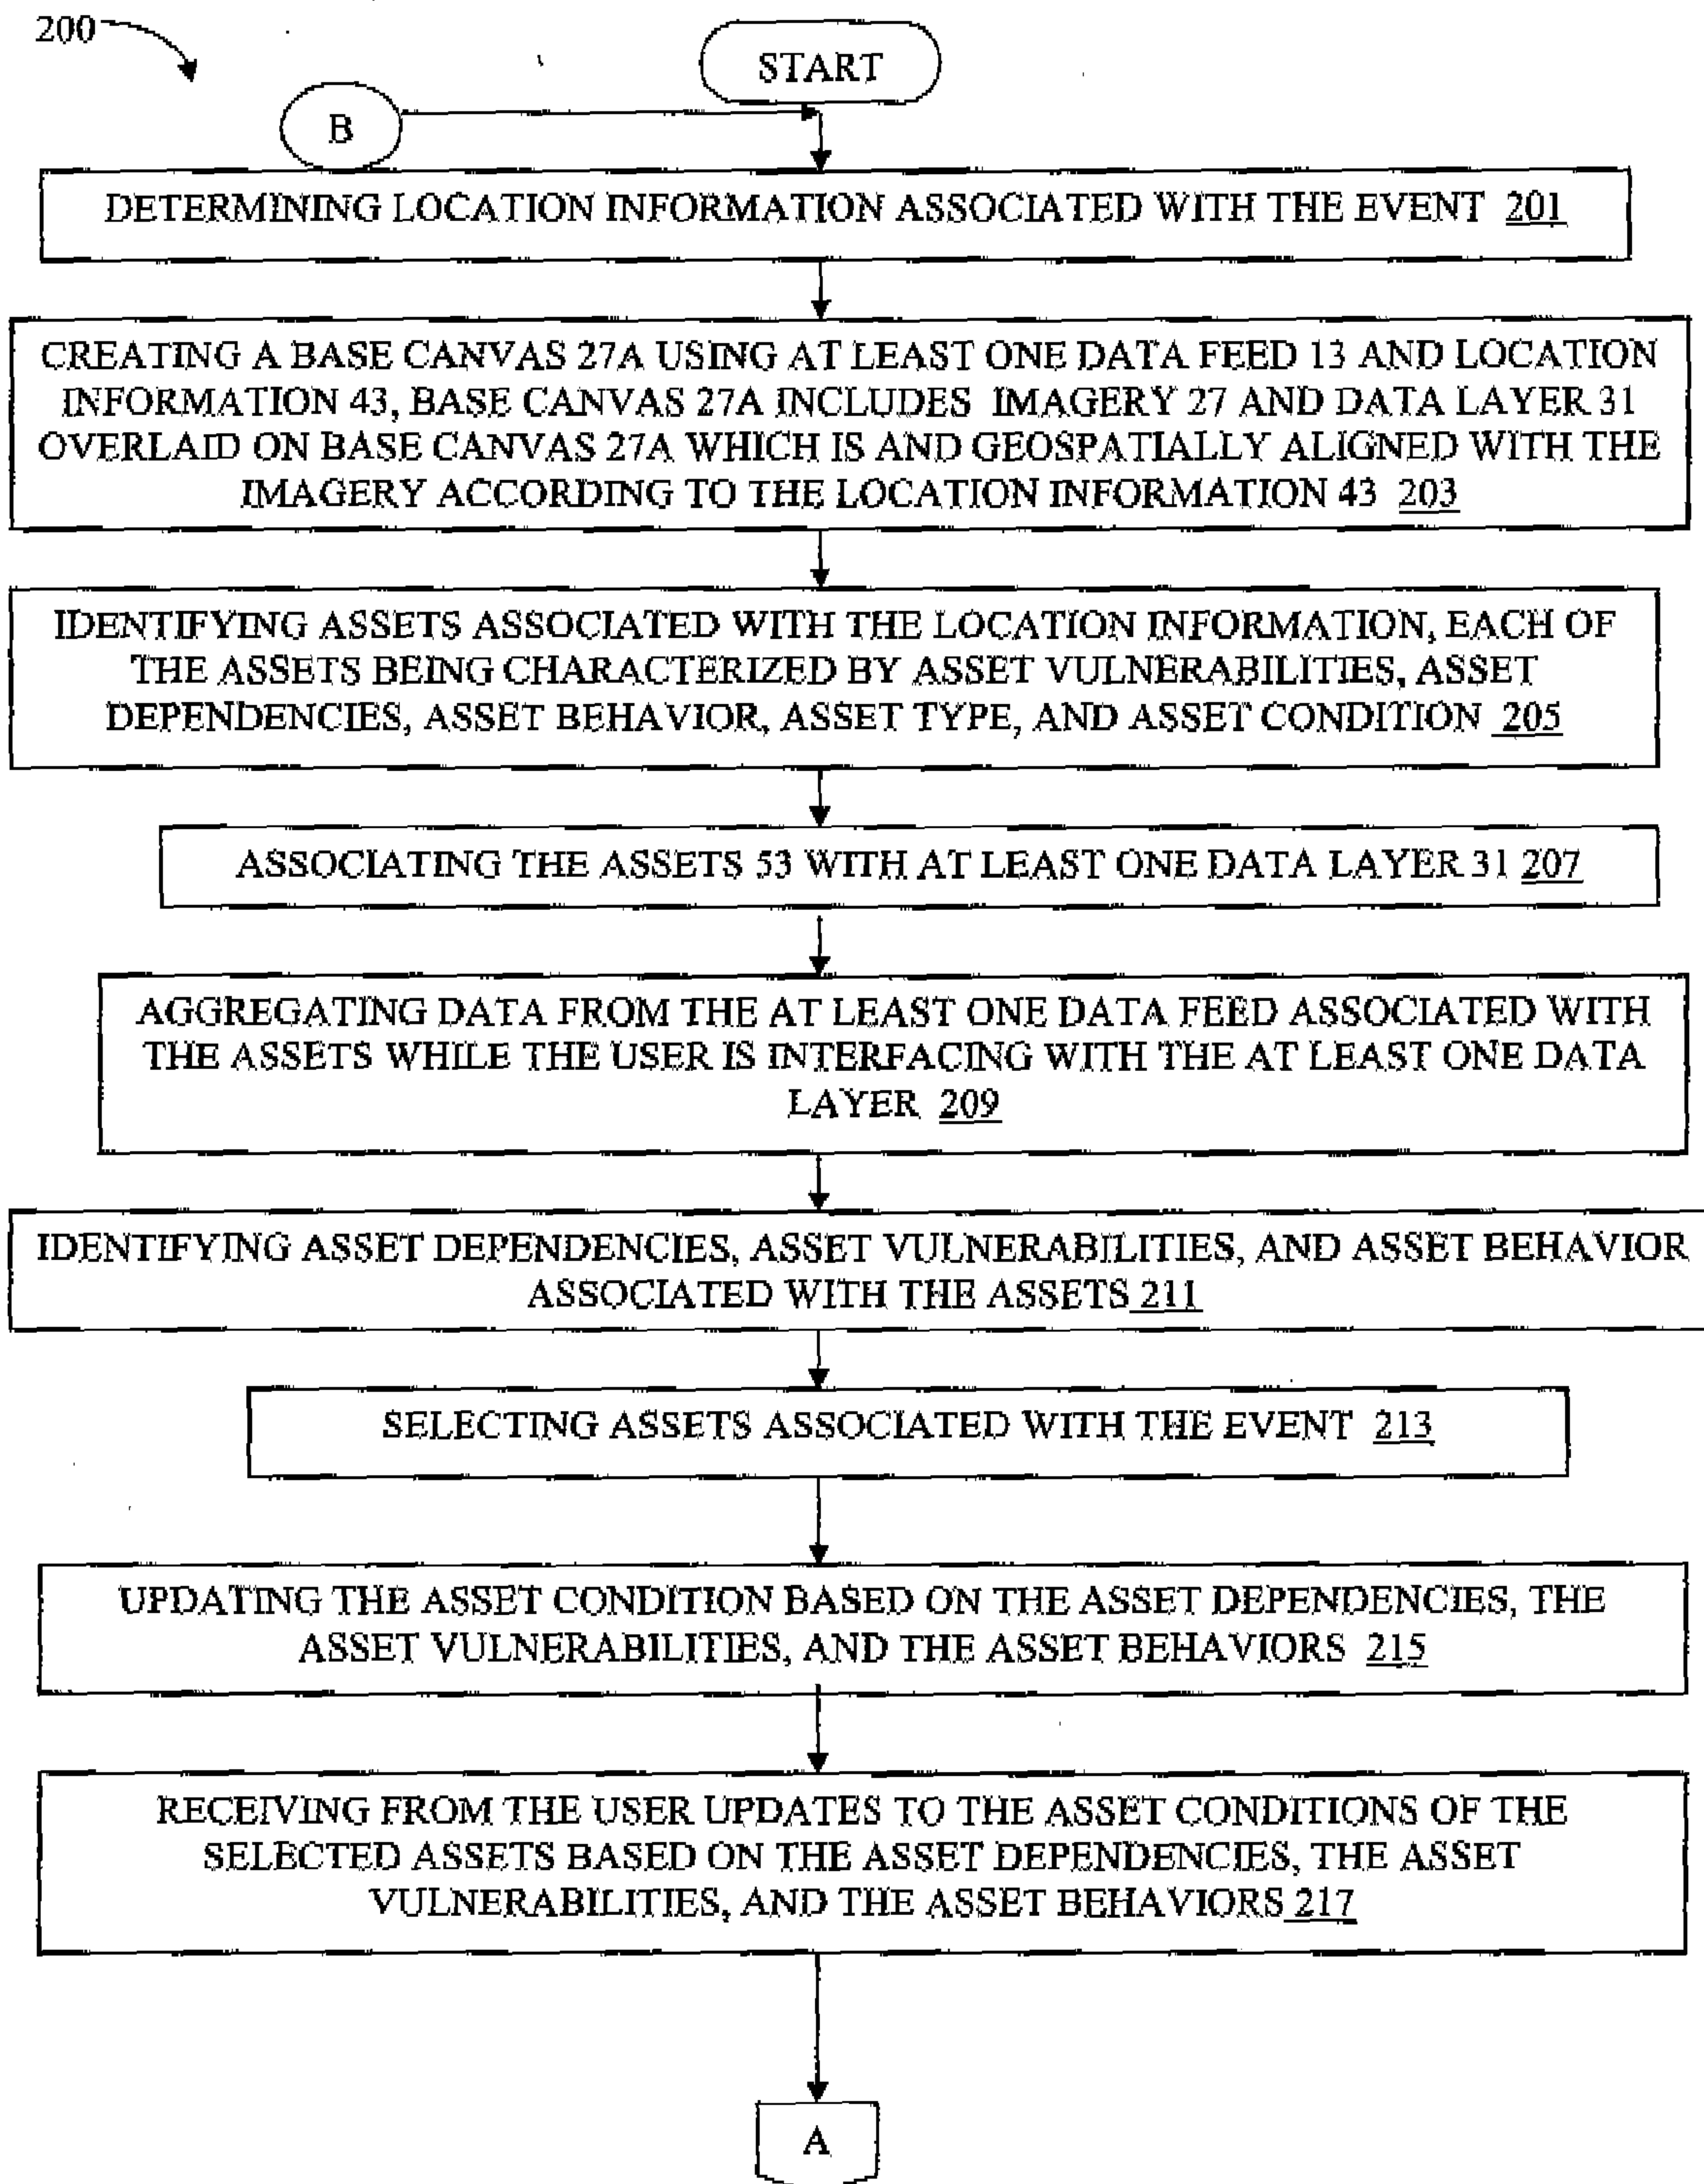 200
START
B
DETERMINING LOCATION INFORMATION ASSOCIATED WITH THE EVENT 201
CREATING A BASE CANVAS 27A USING AT LEAST ONE DATA FEED 13 AND LOCATION
INFORMATION 43, BASE CANVAS 27A INCLUDES IMAGERY 27 AND DATA LAYER 31
OVERLAID ON BASE CANVAS 27A WHICH IS AND GEOSPATIALLY ALIGNED WITH THE
IMAGERY ACCORDING TO THE LOCATION INFORMATION 43 203
IDENTIFYING ASSETS ASSOCIATED WITH THE LOCATION INFORMATION, EACH OF
THE ASSETS BEING CHARACTERIZED BY ASSET VULNERABILITIES, ASSET
DEPENDENCIES, ASSET BEHAVIOR, ASSET TYPE, AND ASSET CONDITION 205
ASSOCIATING THE ASSETS 53 WITH AT LEAST ONE DATA LAYER 31 207
AGGREGATING DATA FROM THE AT LEAST ONE DATA FEED ASSOCIATED WITH
THE ASSETS WHILE THE USER IS INTERFACING WITH THE AT LEAST ONE DATA
LAYER 209
IDENTIFYING ASSET DEPENDENCIES, ASSET VULNERABILITIES, AND ASSET BEHAVIOR
ASSOCIATED WITH THE ASSETS 211
SELECTING ASSETS ASSOCIATED WITH THE EVENT 213
UPDATING THE ASSET CONDITION BASED ON THE ASSET DEPENDENCIES, THE
ASSET VULNERABILITIES, AND THE ASSET BEHAVIORS 215
RECEIVING FROM THE USER UPDATES TO THE ASSET CONDITIONS OF THE
SELECTED ASSETS BASED ON THE ASSET DEPENDENCIES, THE ASSET
VULNERABILITIES, AND THE ASSET BEHAVIORS 217
A